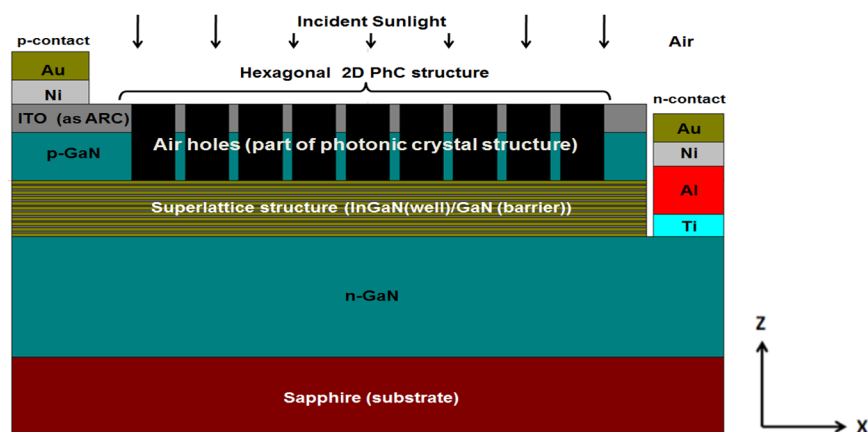 Incident Sunlight
Air
p-contact
Hexagonal 2D PhC structure
Au
Ni
n-contact
ITO (as ARC)
Au
p-GaN
Air holes (part of photonic crystal structure)
Ni
Al
Superlattice structure (InGaN(well)/GaN (barrier))
Ti
n-GaN
Z
Sapphire (substrate)
X